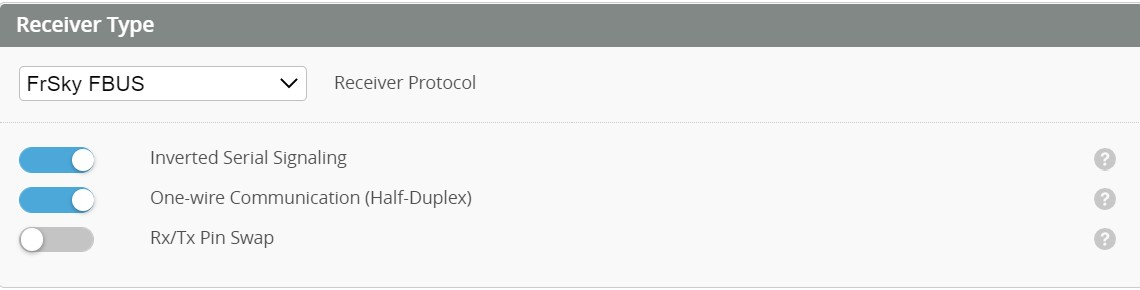 Receiver Type
FrSky FBUS Receiver Protocol
Inverted Serial Signaling ?
One-wire Communication (Half-Duplex) ?
Rx/Tx Pin Swap ?